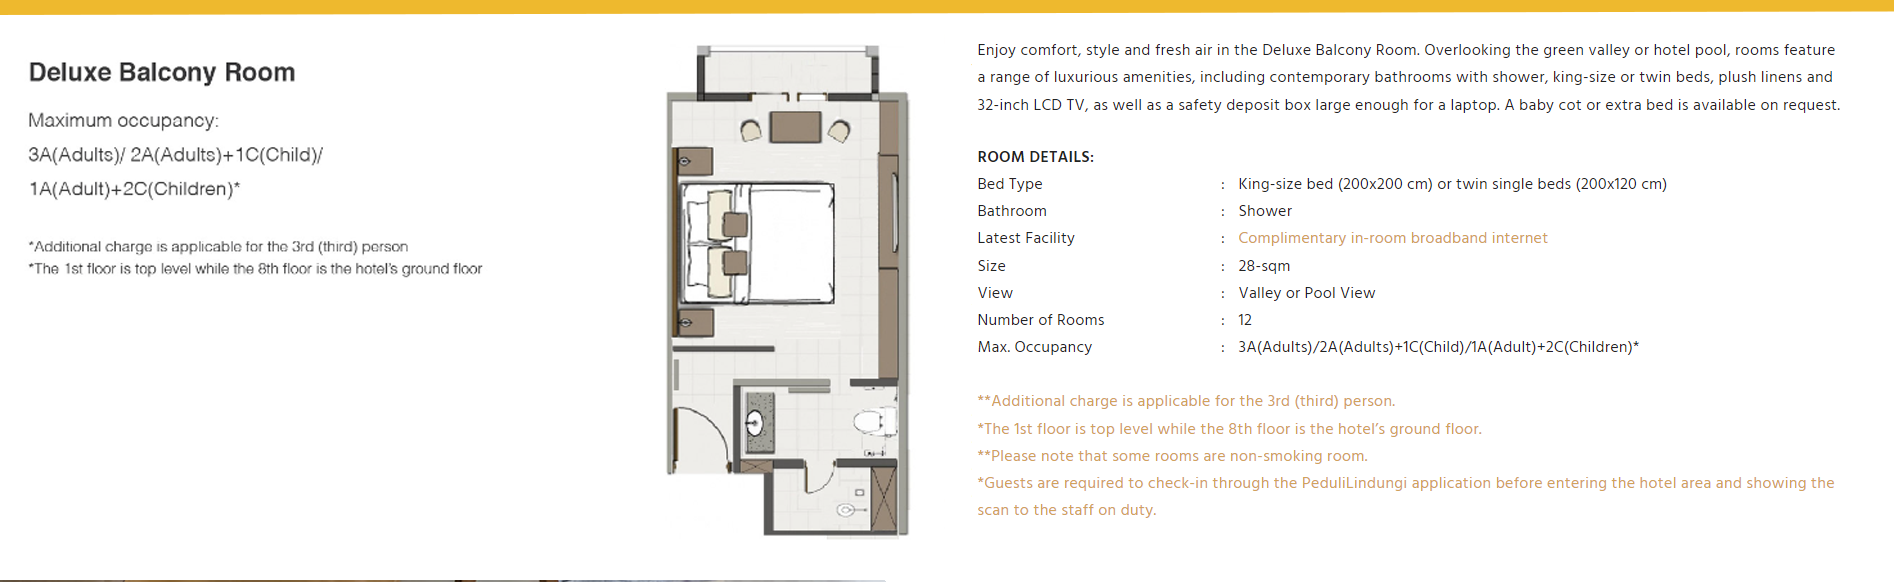 Deluxe Balcony Room
Maximum occupancy:
3A(Adults)/ 2A(Adults)+1C(Child)/
1A(Adult)+2C(Children)*
*Additional charge is applicable for the 3rd (third) person
*The 1st floor is top level while the 8th floor is the hotel's ground floor
Enjoy comfort, style and fresh air in the Deluxe Balcony Room. Overlooking the green valley or hotel pool, rooms feature
a range of luxurious amenities, including contemporary bathrooms with shower, king-size or twin beds, plush linens and
32-inch LCD TV, as well as a safety deposit box large enough for a laptop. A baby cot or extra bed is available on request.
ROOM DETAILS:
Bed Type : King-size bed (200x200 cm) or twin single beds (200x120 cm)
Bathroom : Shower
Latest Facility : Complimentary in-room broadband internet
Size : 28-sqm
View : Valley or Pool View
Number of Rooms : 12
Max. Occupancy : 3A(Adults)/2A(Adults)+1C(Child)/1A(Adult)+2C(Children)*
**Additional charge is applicable for the 3rd (third) person.
*The 1st floor is top level while the 8th floor is the hotel's ground floor.
**Please note that some rooms are non-smoking room.
*Guests are required to check-in through the PeduliLindungi application before entering the hotel area and showing the
scan to the staff on duty.